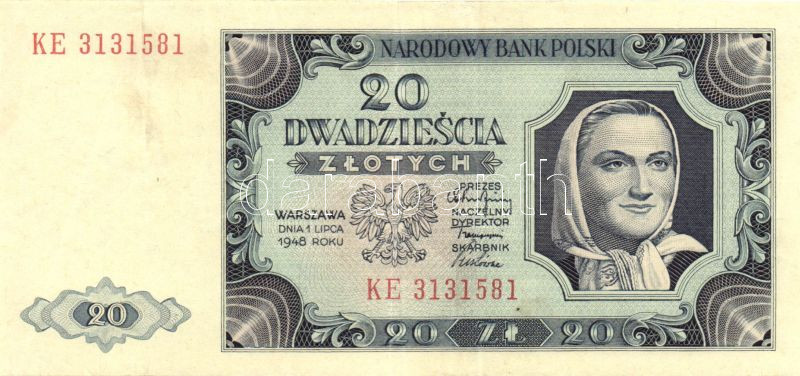 KE 3131581
NARODOWY BANK POLSKI
20
DWADZIEŚCIA
ZŁOTYCH
WARSZAWA
DNIA 1 LIPCA
1948 ROKU
PREZES
NACZELNY
DYREKTOR
SKARBNIK
KE 3131581
20
20 ZŁ 20